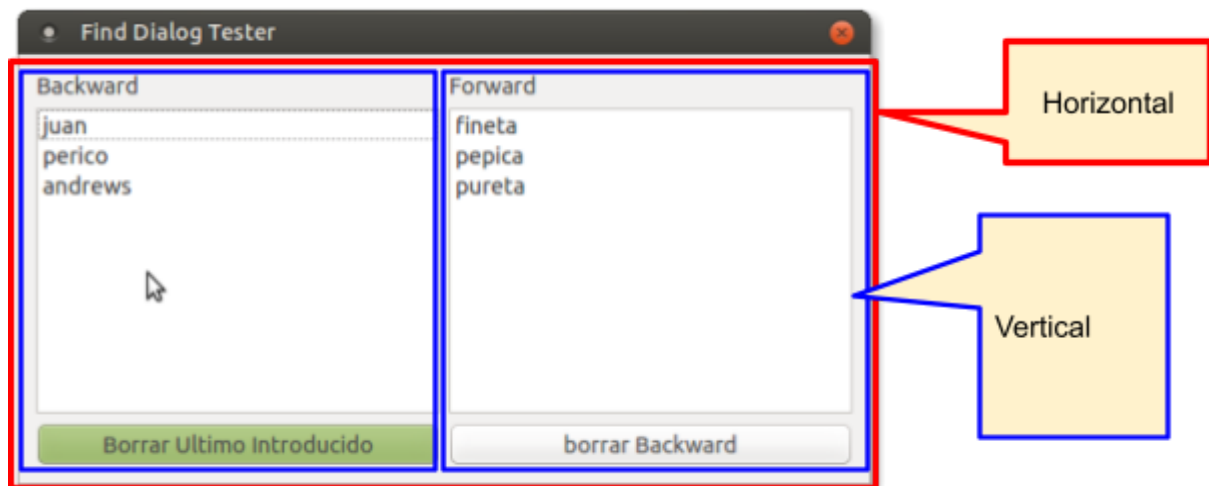 Find Dialog Tester
Backward
juan
perico
andrews
Borrar Ultimo Introducido
Forward
fineta
pepica
pureta
borrar Backward
Horizontal
Vertical